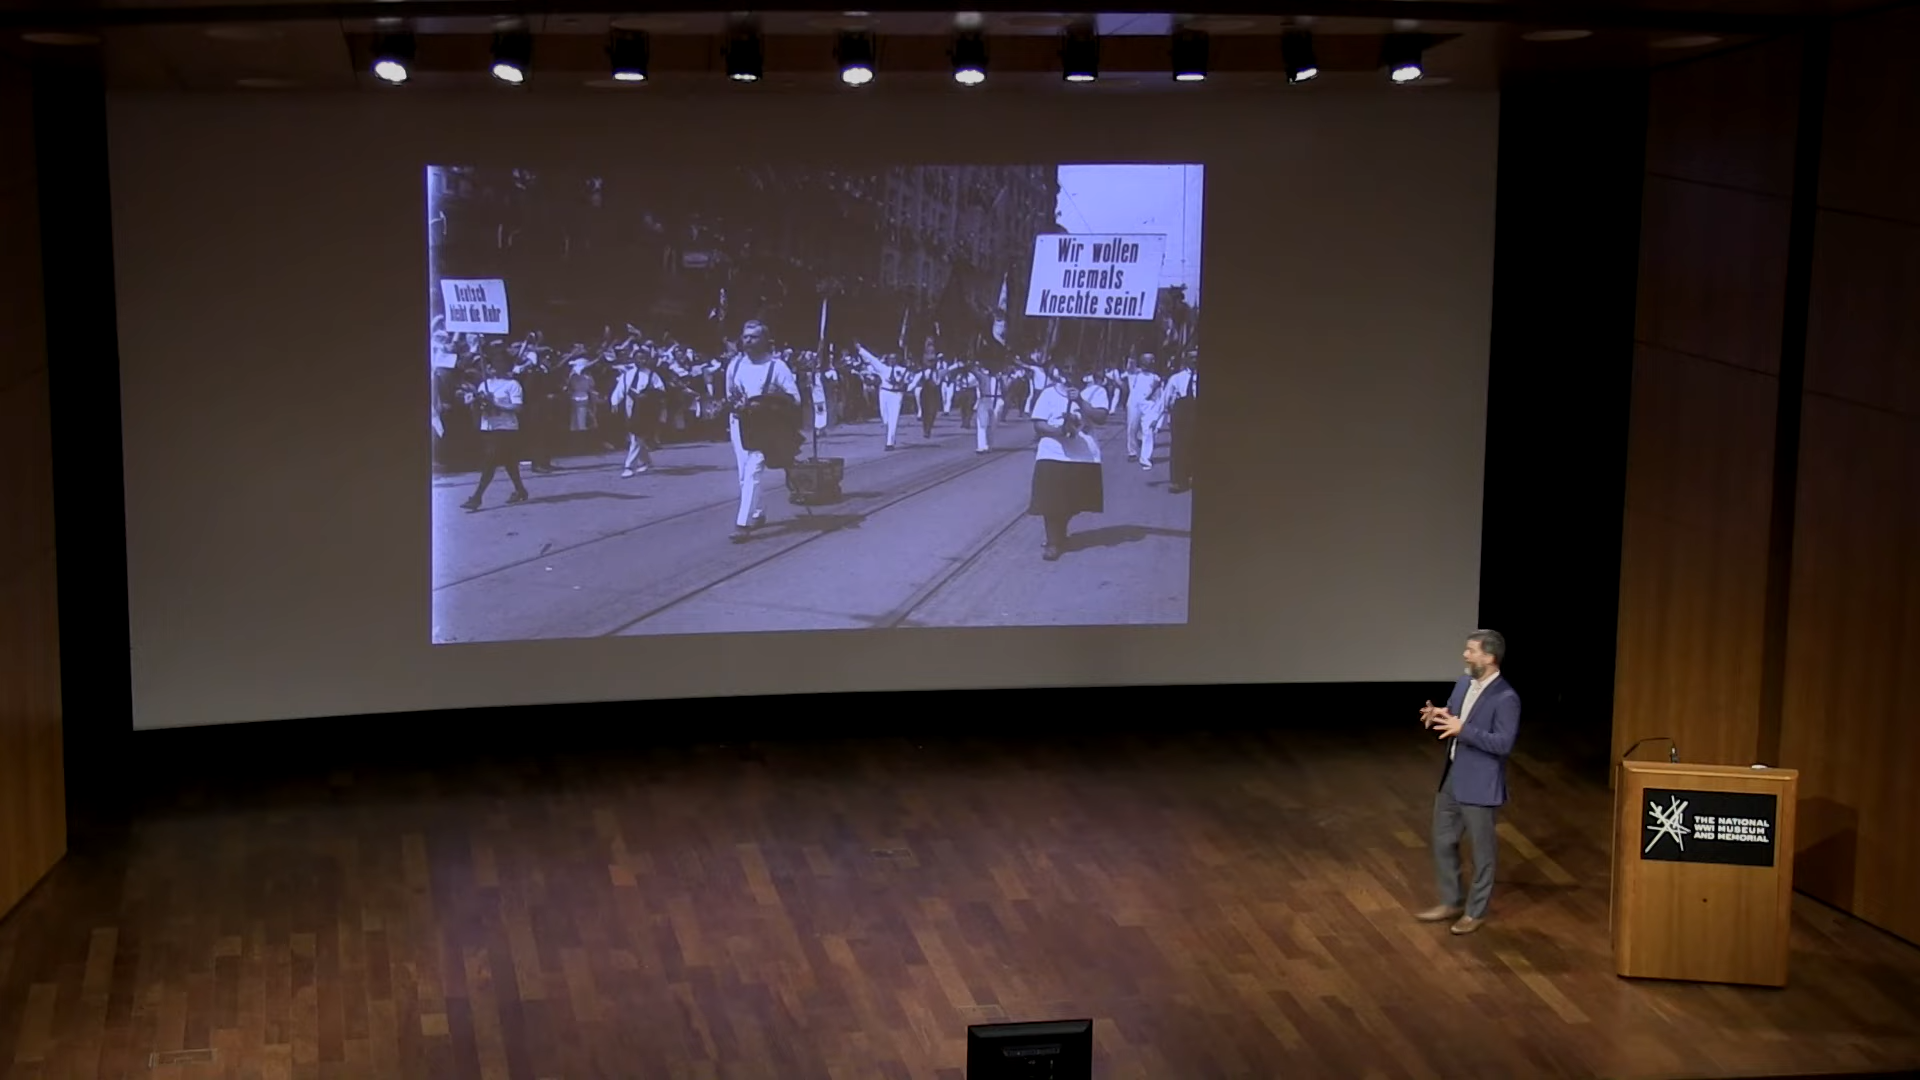 Deutsch
bleibt die Ruhr
Wir wollen
niemals
Knechte sein!
THE NATIONAL
WWI MUSEUM
AND MEMORIAL